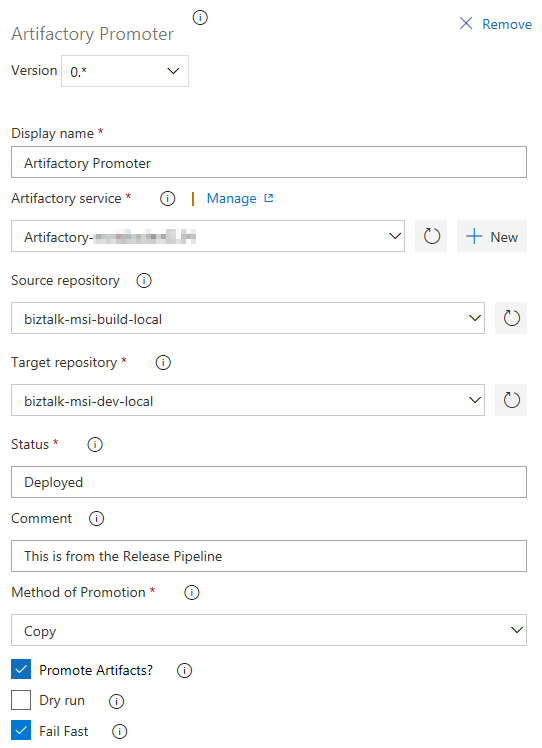 Artifactory Promoter
Remove
Version 0.*
Display name *
Artifactory Promoter
Artifactory service * | Manage
Artifactory-
New
Source repository
biztalk-msi-build-local
Target repository *
biztalk-msi-dev-local
Status *
Deployed
Comment
This is from the Release Pipeline
Method of Promotion *
Copy
Promote Artifacts?
Dry run
Fail Fast